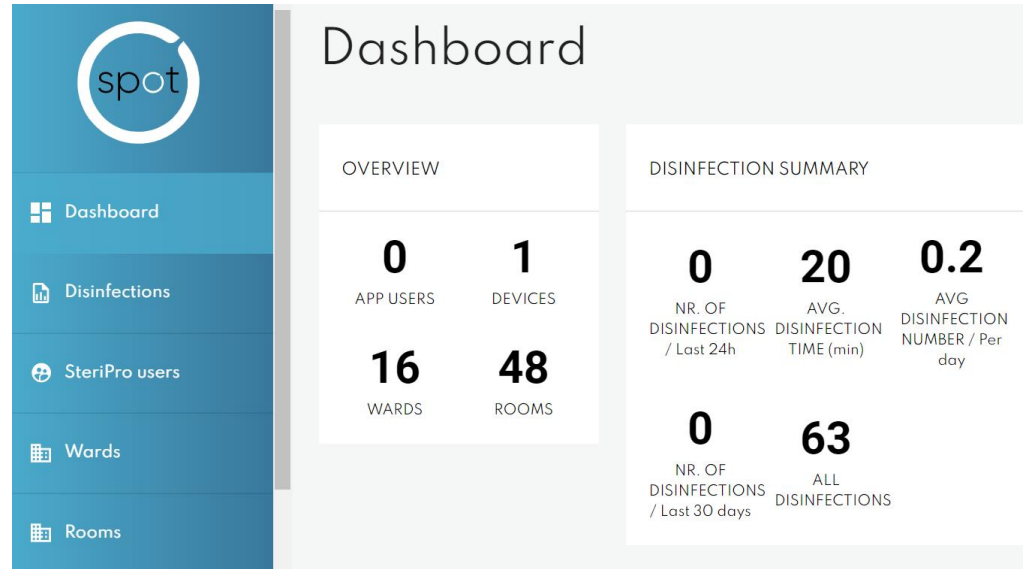 spot
Dashboard
Disinfections
SteriPro users
Wards
Rooms
Dashboard
OVERVIEW
0
APP USERS
1
DEVICES
16
WARDS
48
ROOMS
DISINFECTION SUMMARY
0
NR. OF
DISINFECTIONS
/ Last 24h
20
AVG.
DISINFECTION
TIME (min)
0.2
AVG
DISINFECTION
NUMBER / Per
day
0
NR. OF
DISINFECTIONS
/ Last 30 days
63
ALL
DISINFECTIONS